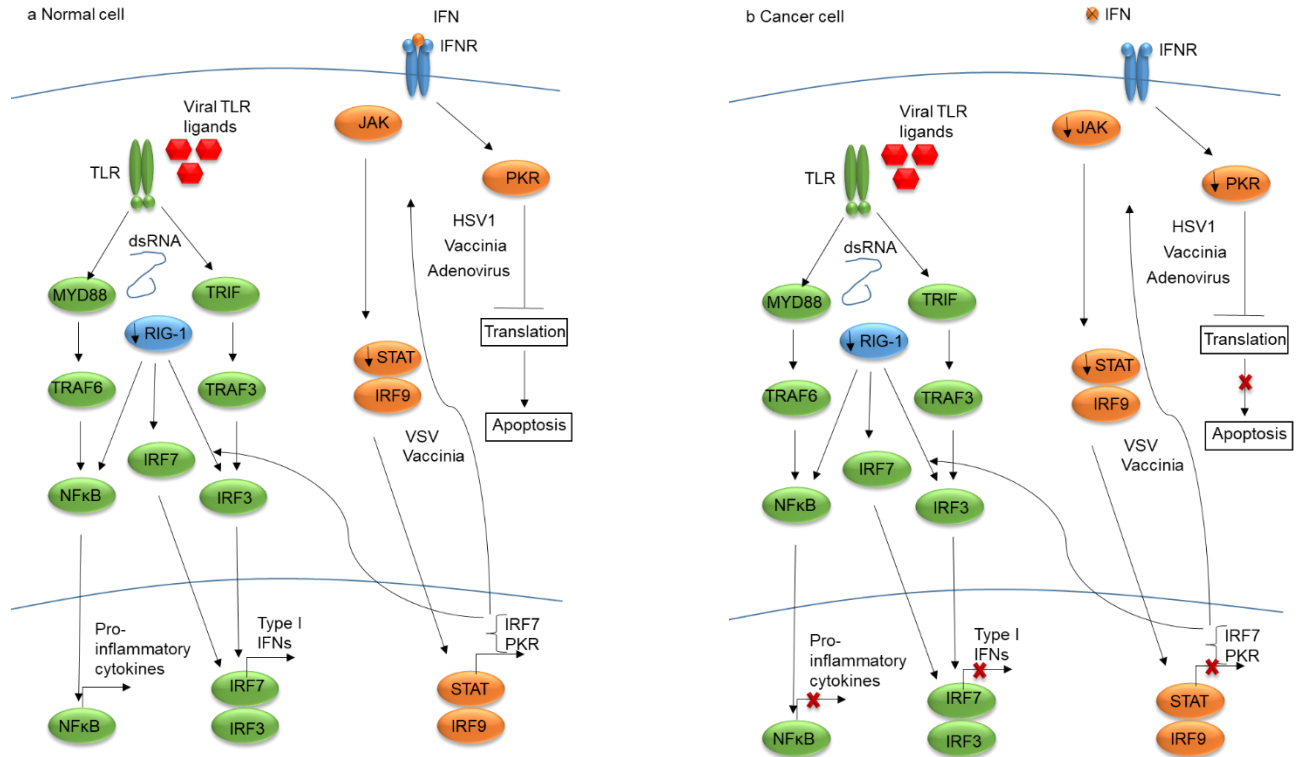 a Normal cell
IFN
IFNR
JAK
Viral TLR
ligands
TLR
PKR
HSV1
Vaccinia
Adenovirus
dsRNA
MYD88
TRIF
RIG-1
Translation
STAT
TRAF6
TRAF3
IRF9
Apoptosis
VSV
Vaccinia
IRF7
NFκB
IRF3
Pro-
inflammatory
cytokines
Type I
IFNs
IRF7
PKR
IRF7
STAT
NFκB
IRF3
IRF9
b Cancer cell
IFN
IFNR
JAK
Viral TLR
ligands
TLR
PKR
HSV1
Vaccinia
Adenovirus
dsRNA
MYD88
TRIF
RIG-1
Translation
STAT
TRAF6
TRAF3
IRF9
Apoptosis
VSV
Vaccinia
IRF7
NFκB
IRF3
Pro-
inflammatory
cytokines
Type I
IFNs
IRF7
PKR
IRF7
STAT
NFκB
IRF3
IRF9